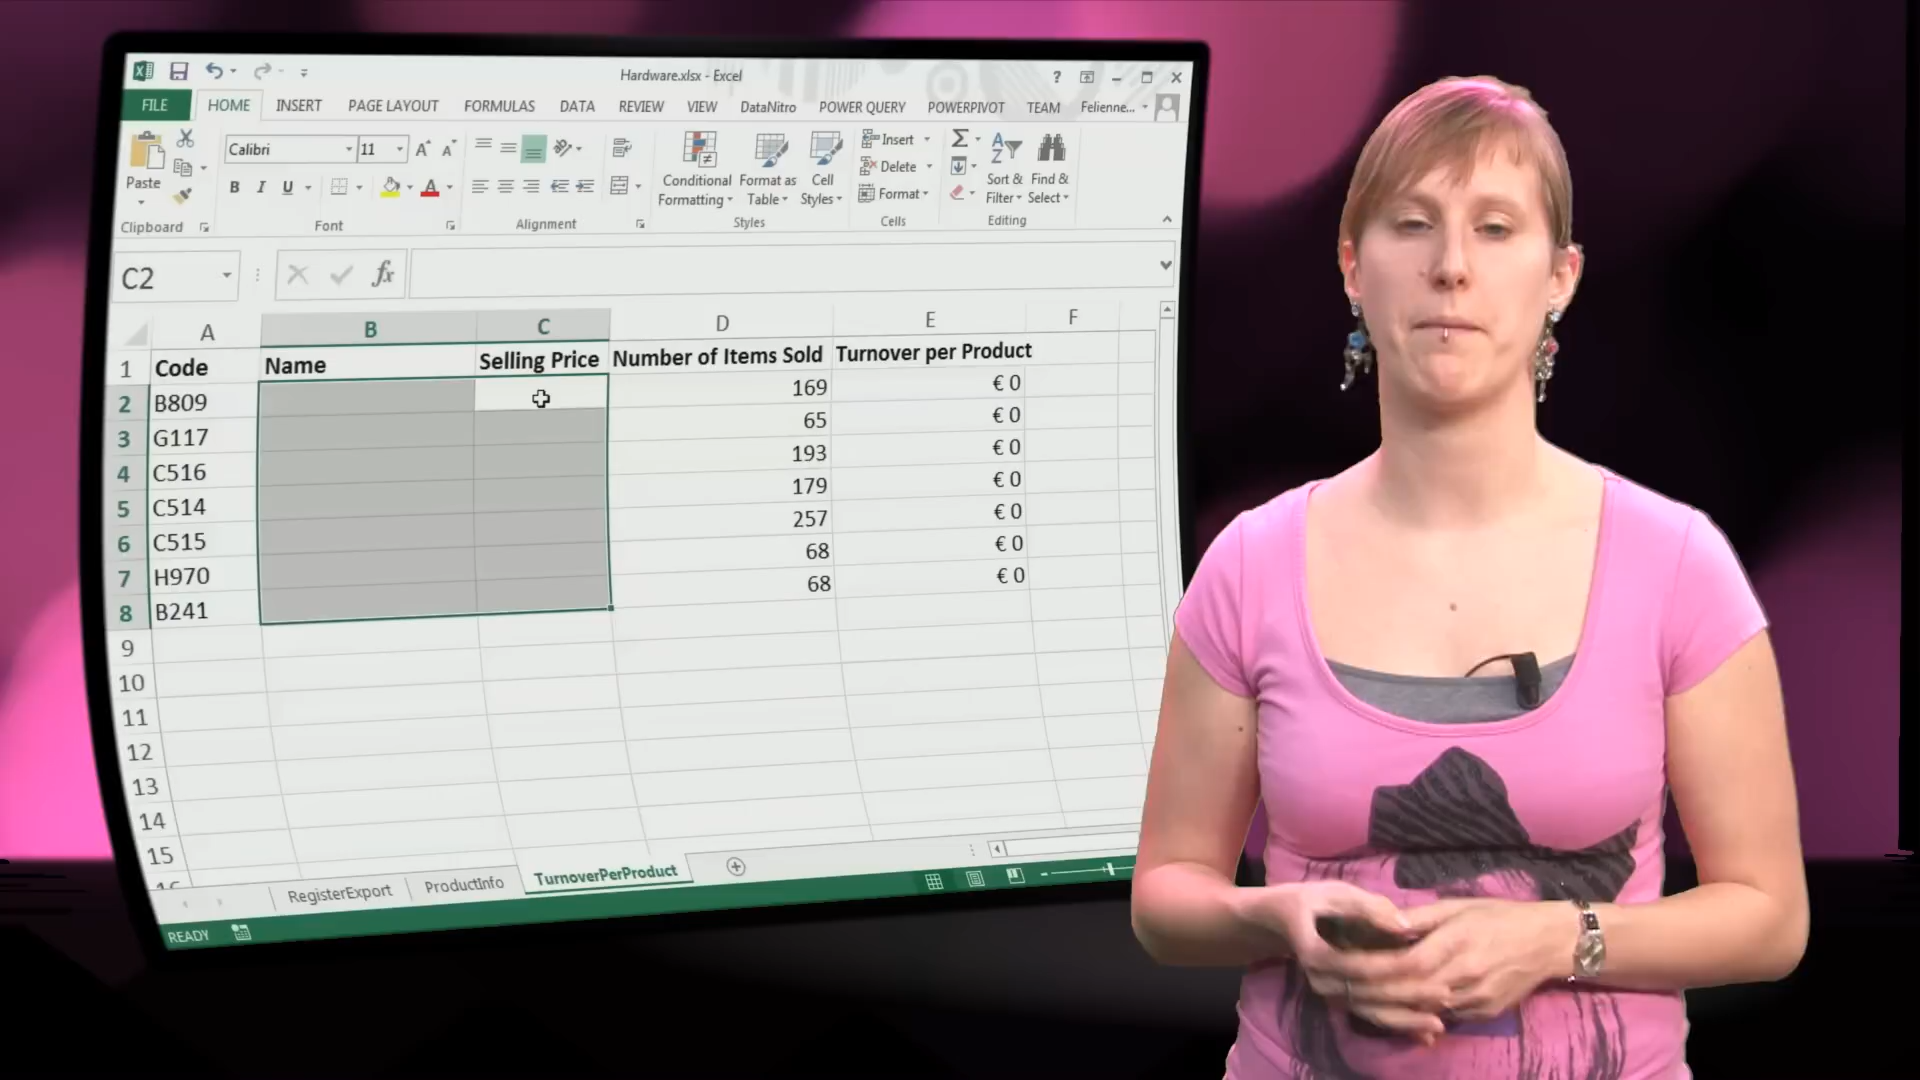 Hardware.xlsx - Excel
FILE HOME INSERT PAGE LAYOUT FORMULAS DATA REVIEW VIEW DataNitro POWER QUERY POWERPIVOT TEAM Felienne...
Paste
Calibri 11
B I U
Conditional Formatting
Format as Table
Cell Styles
Insert
Delete
Format
Sort & Filter
Find & Select
Clipboard Font Alignment Styles Cells Editing
C2 fx
A B C D E F
1 Code Name Selling Price Number of Items Sold Turnover per Product
2 B809 169 € 0
3 G117 65 € 0
4 C516 193 € 0
5 C514 179 € 0
6 C515 257 € 0
7 H970 68 € 0
8 B241 68 € 0
9
10
11
12
13
14
15
RegisterExport ProductInfo TurnoverPerProduct
READY